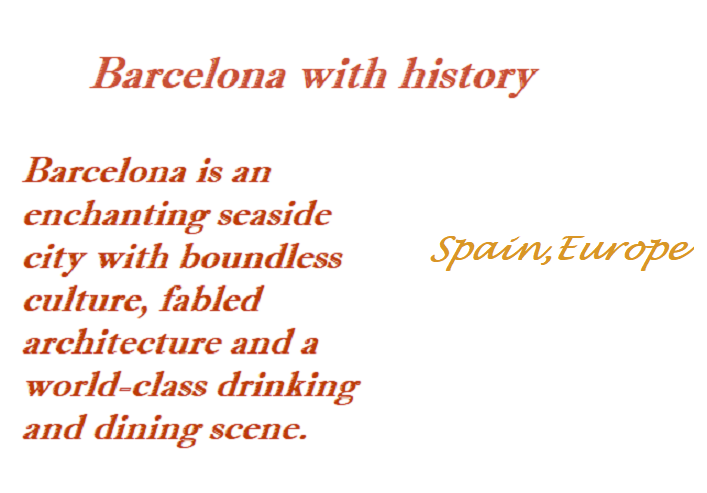 Barcelona with history
Barcelona is an
enchanting seaside
city with boundless
culture, fabled
architecture and a
world-class drinking
and dining scene.
Spain,Europe